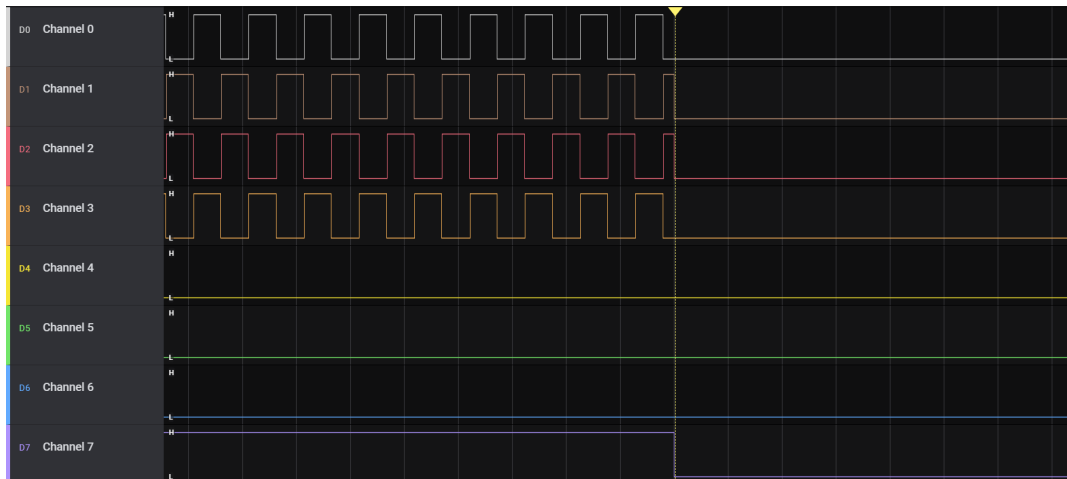 D0 Channel 0
H
L
D1 Channel 1
H
L
D2 Channel 2
H
L
D3 Channel 3
H
L
D4 Channel 4
H
L
D5 Channel 5
H
L
D6 Channel 6
H
L
D7 Channel 7
H
L